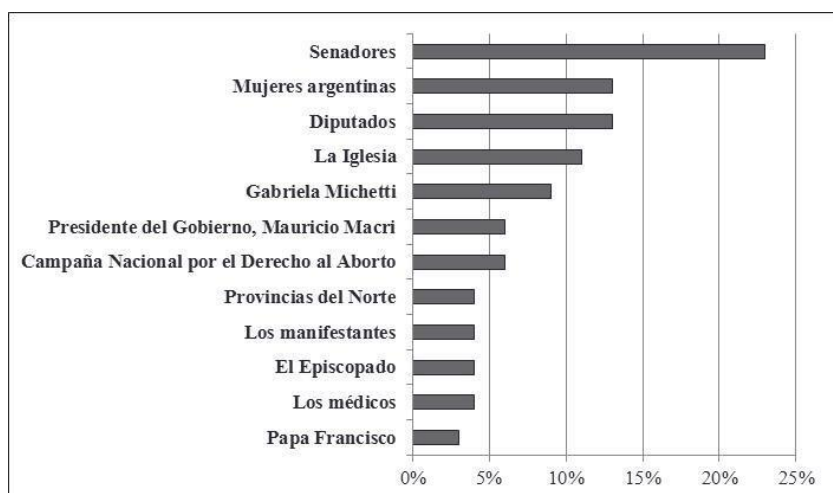 Senadores
Mujeres argentinas
Diputados
La Iglesia
Gabriela Michetti
Presidente del Gobierno, Mauricio Macri
Campaña Nacional por el Derecho al Aborto
Provincias del Norte
Los manifestantes
El Episcopado
Los médicos
Papa Francisco
0% 5% 10% 15% 20% 25%